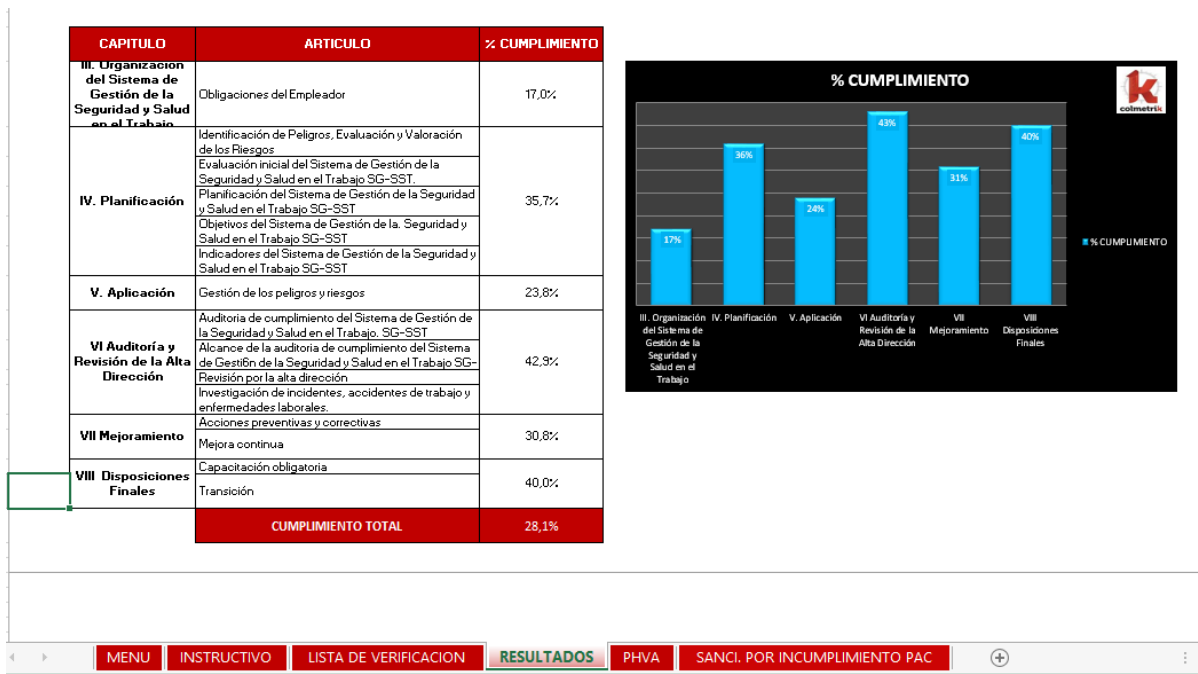 CAPITULO ARTICULO % CUMPLIMIENTO
III. Organización
del Sistema de
Gestión de la
Seguridad y Salud
en el Trabajo
Obligaciones del Empleador
17,0%
IV. Planificación
Identificación de Peligros, Evaluación y Valoración
de los Riesgos
Evaluación inicial del Sistema de Gestión de la
Seguridad y Salud en el Trabajo SG-SST.
Planificación del Sistema de Gestión de la Seguridad
y Salud en el Trabajo SG-SST
Objetivos del Sistema de Gestión de la. Seguridad y
Salud en el Trabajo SG-SST
Indicadores del Sistema de Gestión de la Seguridad y
Salud en el Trabajo SG-SST
35,7%
V. Aplicación
Gestión de los peligros y riesgos
23,8%
VI Auditoría y
Revisión de la Alta
Dirección
Auditoria de cumplimiento del Sistema de Gestión de
la Seguridad y Salud en el Trabajo. SG-SST
Alcance de la auditoria de cumplimiento del Sistema
de Gesti6n de la Seguridad y Salud en el Trabajo SG-
Revisión por la alta dirección
Investigación de incidentes, accidentes de trabajo y
enfermedades laborales.
42,9%
VII Mejoramiento
Acciones preventivas y correctivas
Mejora continua
30,8%
VIII Disposiciones
Finales
Capacitación obligatoria
Transición
40,0%
CUMPLIMIENTO TOTAL 28,1%
% CUMPLIMIENTO
k
colmetrik
17%
36%
24%
43%
31%
40%
% CUMPLIMIENTO
III. Organización
del Sistema de
Gestión de la
Seguridad y
Salud en el
Trabajo
IV. Planificación
V. Aplicación
VI Auditoría y
Revisión de la
Alta Dirección
VII
Mejoramiento
VIII
Disposiciones
Finales
MENU INSTRUCTIVO LISTA DE VERIFICACION RESULTADOS PHVA SANCI. POR INCUMPLIMIENTO PAC